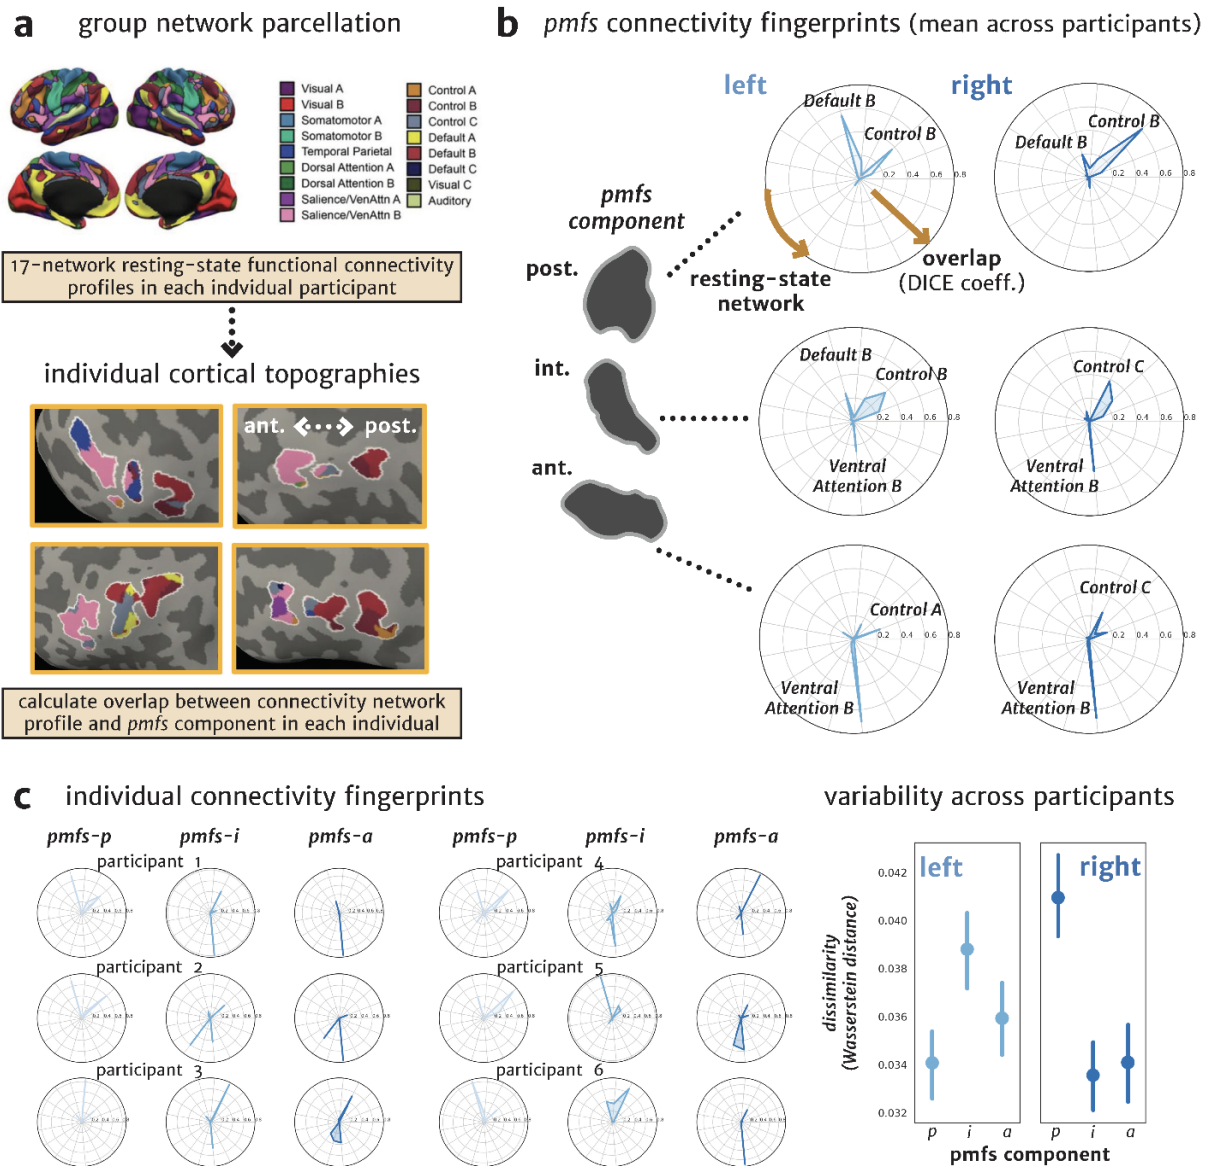 a group network parcellation
Visual A
Visual B
Somatomotor A
Somatomotor B
Temporal Parietal
Dorsal Attention A
Dorsal Attention B
Salience/VenAttn A
Salience/VenAttn B
Control A
Control B
Control C
Default A
Default B
Default C
Visual C
Auditory
17-network resting-state functional connectivity
profiles in each indvidual participant
individual cortical topographies
ant. post.
calculate overlap between connectivity network
profile and pmfs component in each individual
b pmfs connectivity fingerprints (mean across participants)
left right
pmfs
component
post.
int.
ant.
Default B
Control B
0.2 0.4 0.6 0.8
resting-state
network
overlap
(DICE coeff.)
Default B
Control B
0.2 0.4 0.6 0.8
Default B
Control B
0.2 0.4 0.6 0.8
Ventral
Attention B
Control C
0.2 0.4 0.6 0.8
Ventral
Attention B
Control A
0.2 0.4 0.6 0.8
Ventral
Attention B
Control C
0.2 0.4 0.6 0.8
Ventral
Attention B
c individual connectivity fingerprints
pmfs-p pmfs-i pmfs-a pmfs-p pmfs-i pmfs-a
participant 1
participant 4
participant 2
participant 5
participant 3
participant 6
variability across participants
left right
dissimilarity
(Wasserstein distance)
0.042
0.040
0.038
0.036
0.034
0.032
p i a p i a
pmfs component